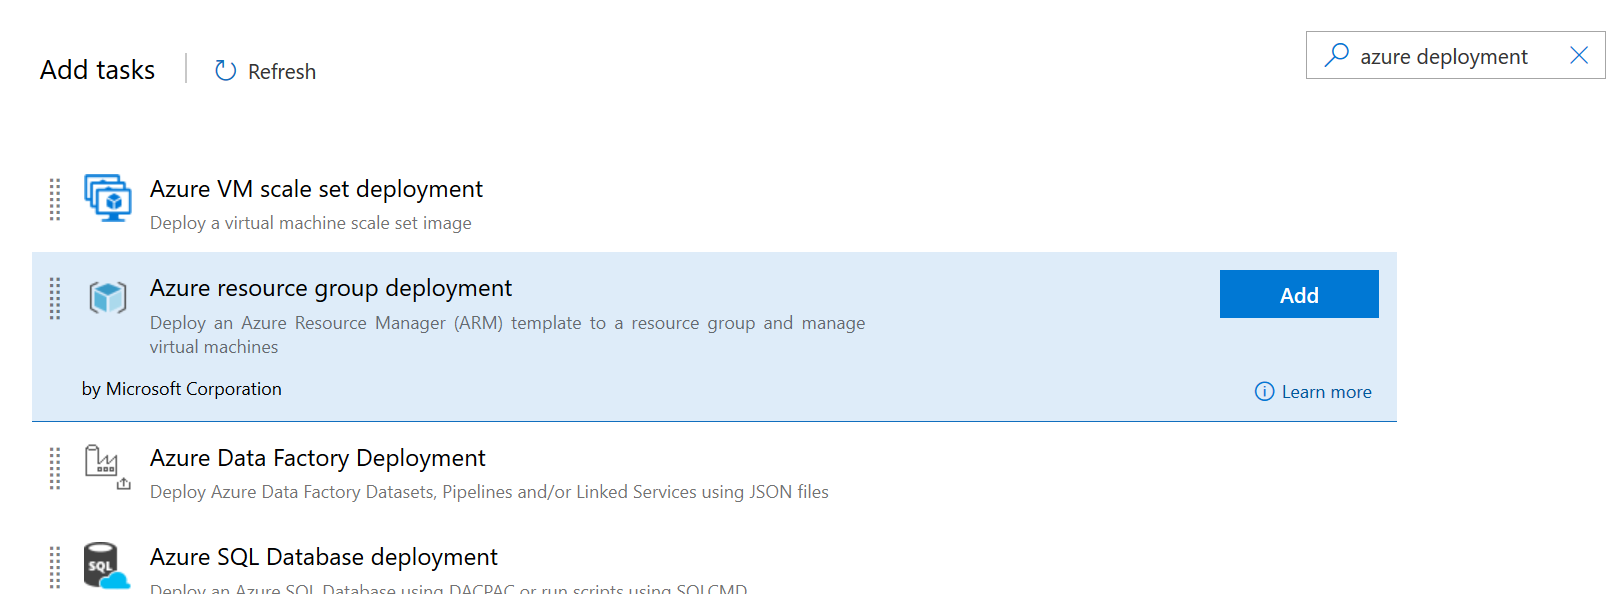 Add tasks
Refresh
azure deployment
Azure VM scale set deployment
Deploy a virtual machine scale set image
Azure resource group deployment
Add
Deploy an Azure Resource Manager (ARM) template to a resource group and manage
virtual machines
by Microsoft Corporation
Learn more
Azure Data Factory Deployment
Deploy Azure Data Factory Datasets, Pipelines and/or Linked Services using JSON files
SQL
Azure SQL Database deployment
Deploy an Azure SQL Database using DACPAC or run scripts using SQLCMD